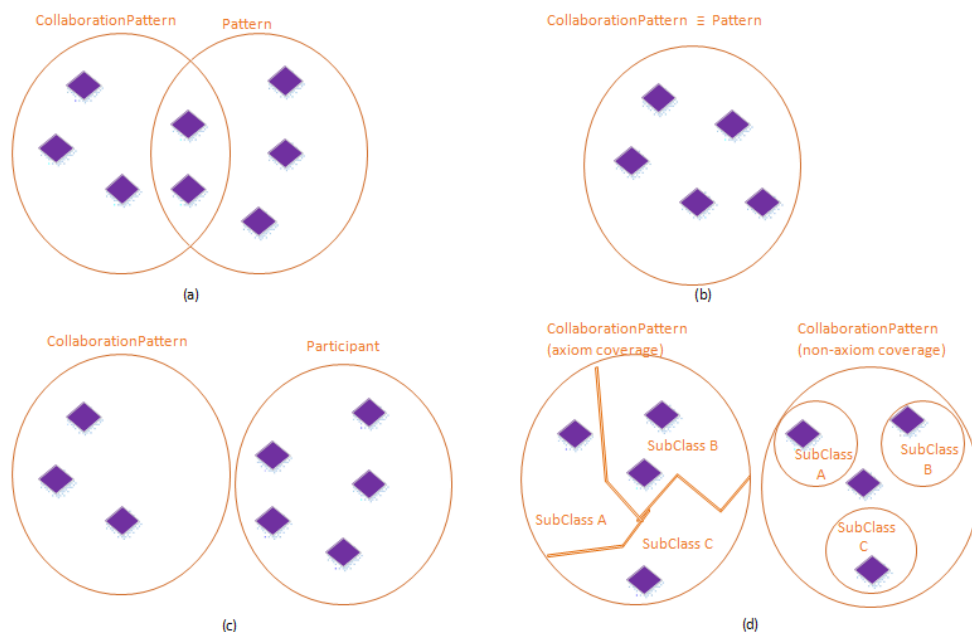 CollaborationPattern
Pattern
(a)
CollaborationPattern ≡ Pattern
(b)
CollaborationPattern
Participant
(c)
CollaborationPattern
(axiom coverage)
SubClass B
SubClass A
SubClass C
CollaborationPattern
(non-axiom coverage)
SubClass
A
SubClass
B
SubClass
C
(d)